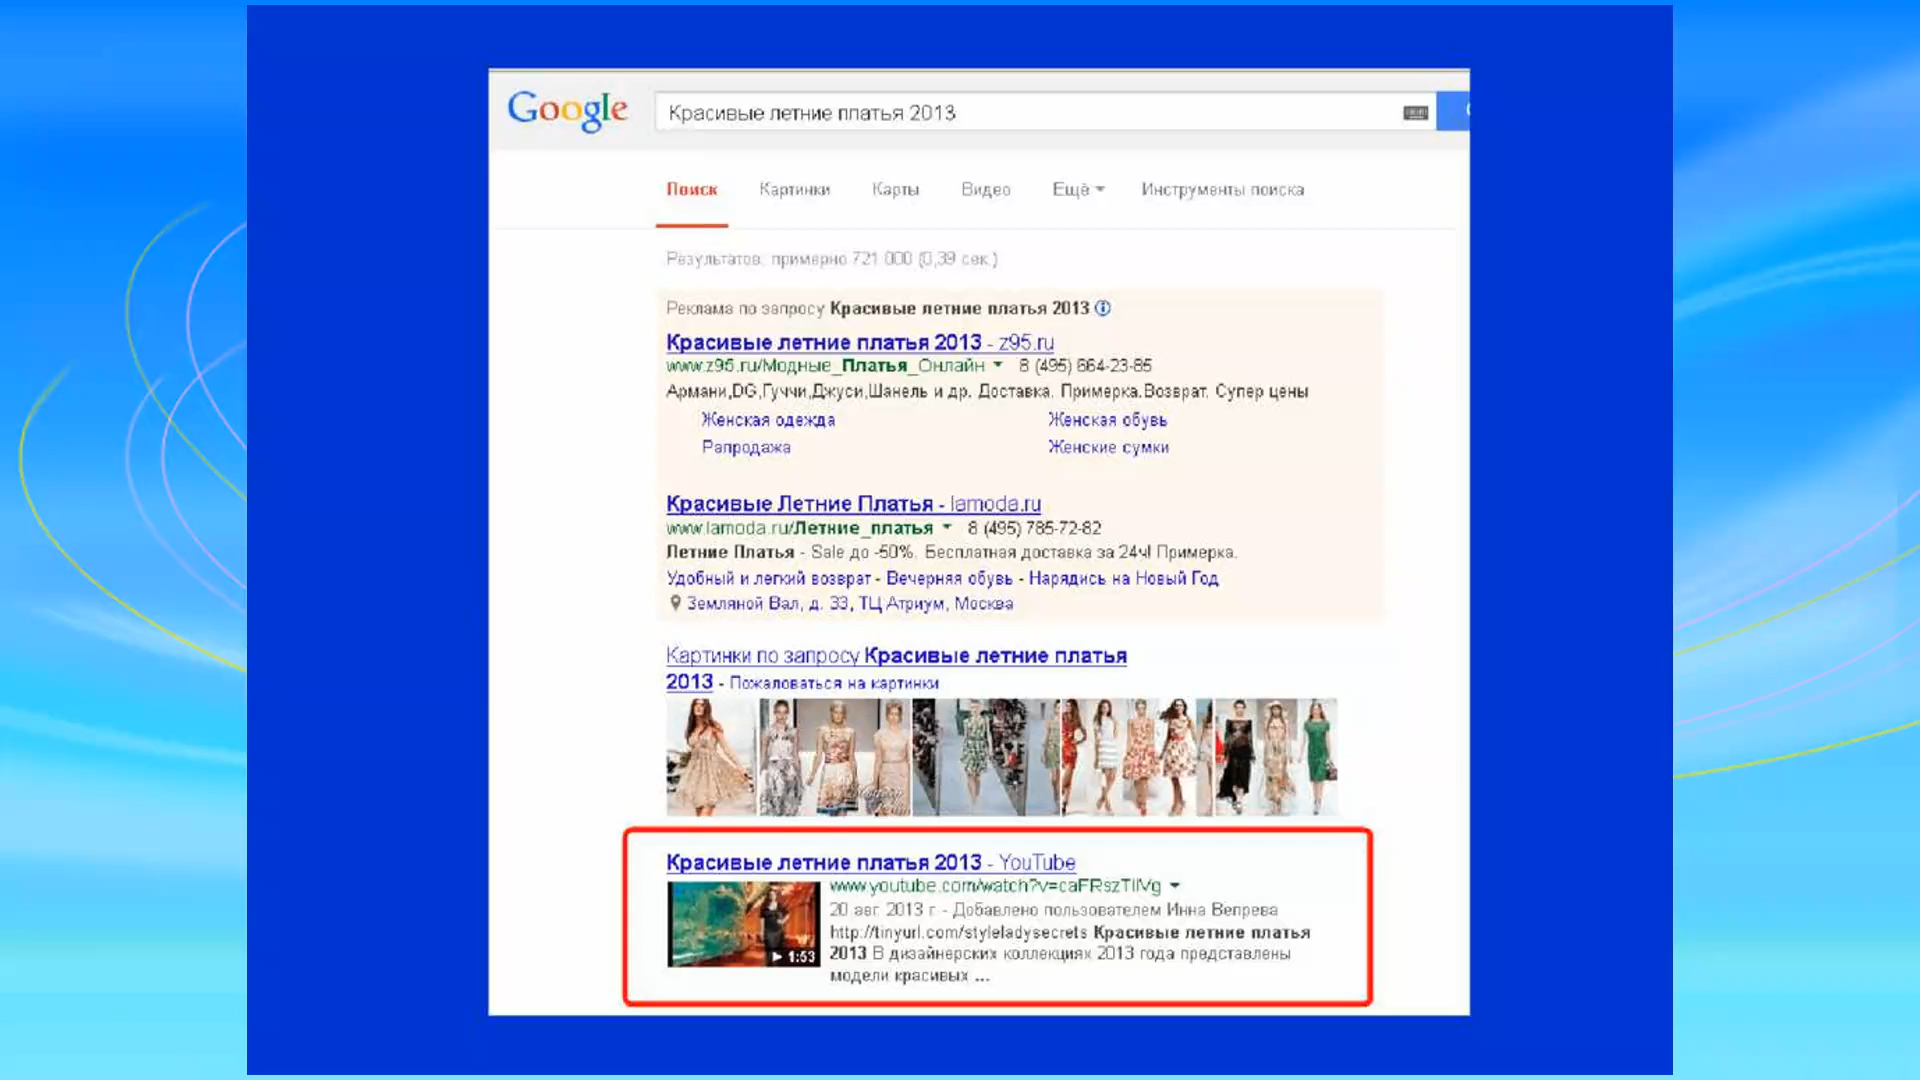 Google
Красивые летние платья 2013
Поиск Картинки Карты Видео Ещё Инструменты поиска
Результатов: примерно 721 000 (0,39 сек.)
Реклама по запросу Красивые летние платья 2013
Красивые летние платья 2013 - z95.ru
www.z95.ru/Модные_Платья_Онлайн 8 (495) 664-23-85
Армани,DG,Гуччи,Джуси,Шанель и др. Доставка. Примерка.Возврат. Супер цены
Женская одежда Женская обувь
Рапродажа Женские сумки
Красивые Летние Платья - lamoda.ru
www.lamoda.ru/Летние_платья 8 (495) 785-72-82
Летние Платья - Sale до -50%. Бесплатная доставка за 24ч! Примерка.
Удобный и легкий возврат - Вечерняя обувь - Нарядись на Новый Год
Земляной Вал, д. 33, ТЦ Атриум, Москва
Картинки по запросу Красивые летние платья
2013 - Пожаловаться на картинки
Красивые летние платья 2013 - YouTube
20 авг. 2013 г. - Добавлено пользователем Инна Вепрева
http://tinyurl.com/styleladysecrets Красивые летние платья
2013 В дизайнерских коллекциях 2013 года представлены
1:53
модели красивых ...